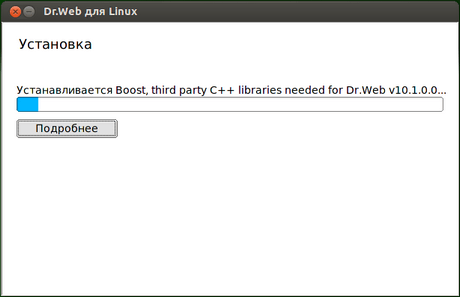 Dr.Web для Linux
Установка
Устанавливается Boost, third party C++ libraries needed for Dr.Web v10.1.0.0...
Подробнее